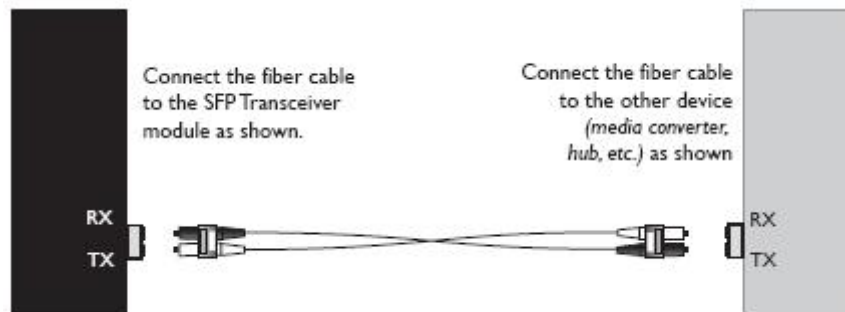 Connect the fiber cable
to the SFP Transceiver
module as shown.
Connect the fiber cable
to the other device
(media converter,
hub, etc.) as shown
RX
TX
RX
TX